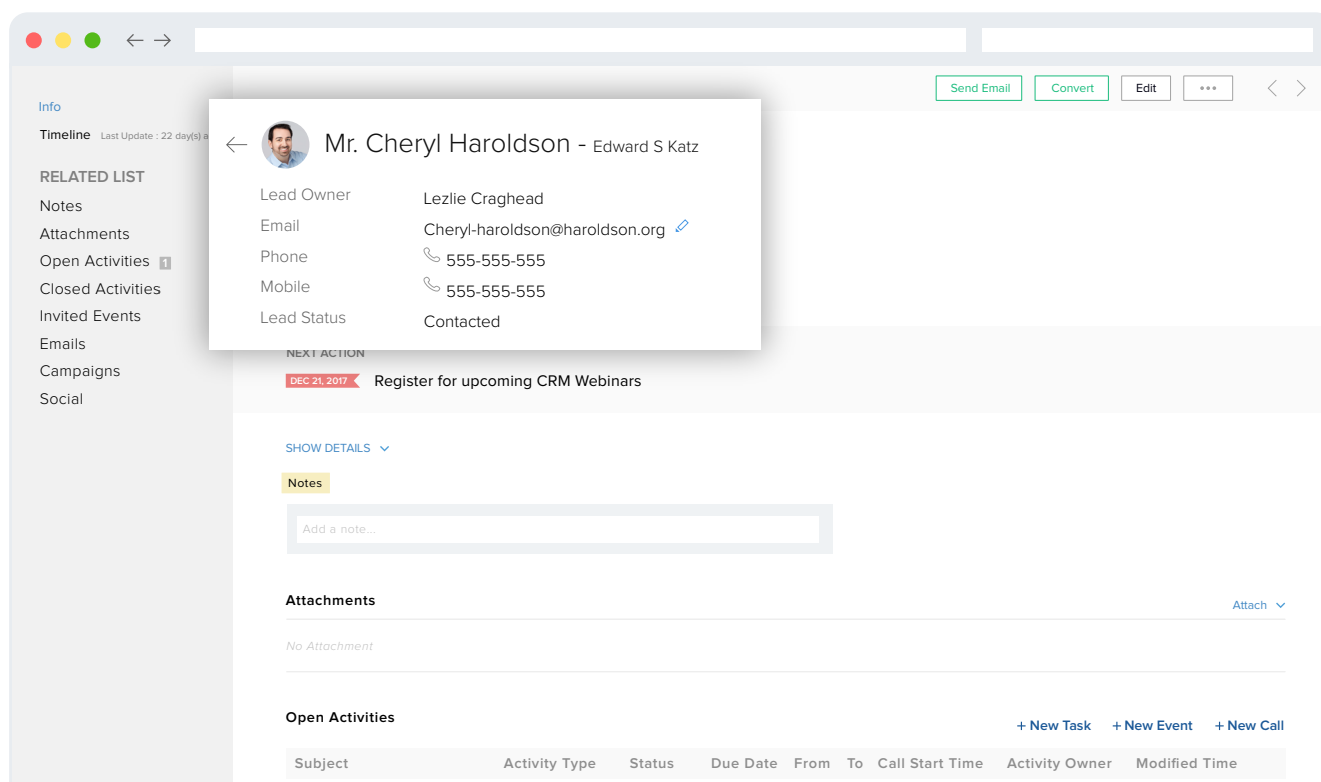 Send Email Convert Edit
Info
Timeline Last Update : 22 day(s) a
RELATED LIST
Notes
Attachments
Open Activities 1
Closed Activities
Invited Events
Emails
Campaigns
Social
Mr. Cheryl Haroldson - Edward S Katz
Lead Owner Lezlie Craghead
Email Cheryl-haroldson@haroldson.org
Phone 555-555-555
Mobile 555-555-555
Lead Status Contacted
NEXT ACTION
DEC 21, 2017 Register for upcoming CRM Webinars
SHOW DETAILS
Notes
Add a note...
Attachments Attach
No Attachment
Open Activities + New Task + New Event + New Call
Subject Activity Type Status Due Date From To Call Start Time Activity Owner Modified Time